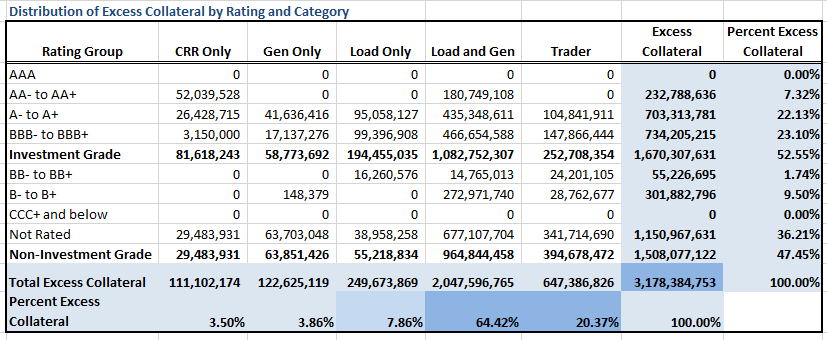 Distribution of Excess Collateral by Rating and Category
Excess Percent Excess
Rating Group CRR Only Gen Only Load Only Load and Gen Trader Collateral Collateral
AAA 0 0 0 0 0 0 0.00%
AA- to AA+ 52,039,528 0 0 180,749,108 0 232,788,636 7.32%
A- to A+ 26,428,715 41,636,416 95,058,127 435,348,611 104,841,911 703,313,781 22.13%
BBB- to BBB+ 3,150,000 17,137,276 99,396,908 466,654,588 147,866,444 734,205,215 23.10%
Investment Grade 81,618,243 58,773,692 194,455,035 1,082,752,307 252,708,354 1,670,307,631 52.55%
BB- to BB+ 0 0 16,260,576 14,765,013 24,201,105 55,226,695 1.74%
B- to B+ 0 148,379 0 272,971,740 28,762,677 301,882,796 9.50%
CCC+ and below 0 0 0 0 0 0 0.00%
Not Rated 29,483,931 63,703,048 38,958,258 677,107,704 341,714,690 1,150,967,631 36.21%
Non-Investment Grade 29,483,931 63,851,426 55,218,834 964,844,458 394,678,472 1,508,077,122 47.45%
Total Excess Collateral 111,102,174 122,625,119 249,673,869 2,047,596,765 647,386,826 3,178,384,753 100.00%
Percent Excess
Collateral 3.50% 3.86% 7.86% 64.42% 20.37% 100.00%